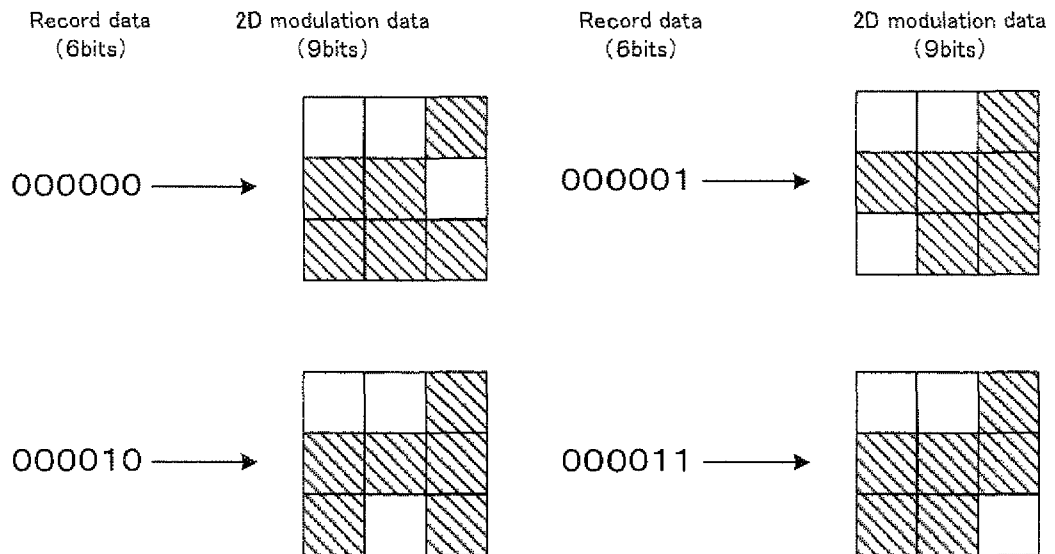 Record data 2D modulation data Record data 2D modulation data
(6bits) (9bits) (6bits) (9bits)
000000 000001
000010 000011